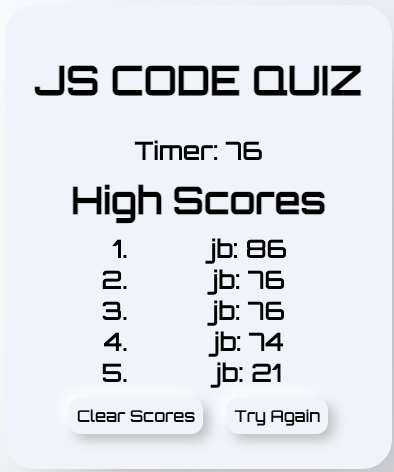 JS CODE QUIZ
Timer: 76
High Scores
1. jb: 86
2. jb: 76
3. jb: 76
4. jb: 74
5. jb: 21
Clear Scores Try Again